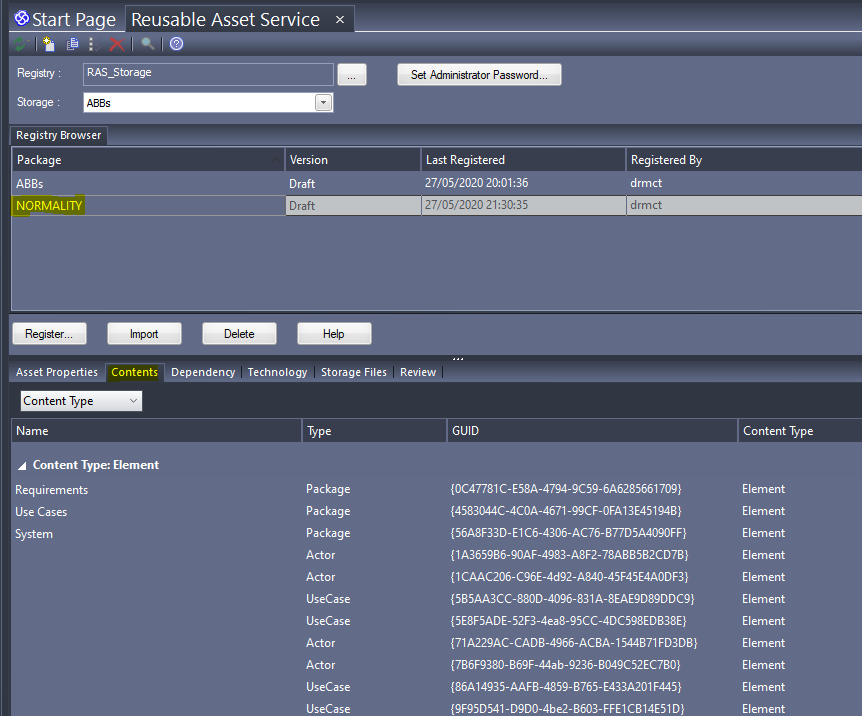 Start Page Reusable Asset Service ×
Registry : RAS_Storage ... Set Administrator Password...
Storage : ABBs
Registry Browser
Package Version Last Registered Registered By
ABBs Draft 27/05/2020 20:01:36 drmct
NORMALITY Draft 27/05/2020 21:30:35 drmct
Register... Import Delete Help
Asset Properties Contents Dependency Technology Storage Files Review
Content Type
Name Type GUID Content Type
Content Type: Element
Requirements Package {0C47781C-E58A-4794-9C59-6A6285661709} Element
Use Cases Package {4583044C-4C0A-4671-99CF-0FA13E45194B} Element
System Package {56A8F33D-E1C6-4306-AC76-B77D5A4090FF} Element
Actor {1A3659B6-90AF-4983-A8F2-78ABB5B2CD7B} Element
Actor {1CAAC206-C96E-4d92-A840-45F45E4A0DF3} Element
UseCase {5B5AA3CC-880D-4096-831A-8EAE9D89DDC9} Element
UseCase {5E8F5ADE-52F3-4ea8-95CC-4DC598EDB38E} Element
Actor {71A229AC-CADB-4966-ACBA-1544B71FD3DB} Element
Actor {7B6F9380-B69F-44ab-9236-B049C52EC7B0} Element
UseCase {86A14935-AAFB-4859-B765-E433A201F445} Element
UseCase {9F95D541-D9D0-4be2-B603-FFE1CB14E51D} Element